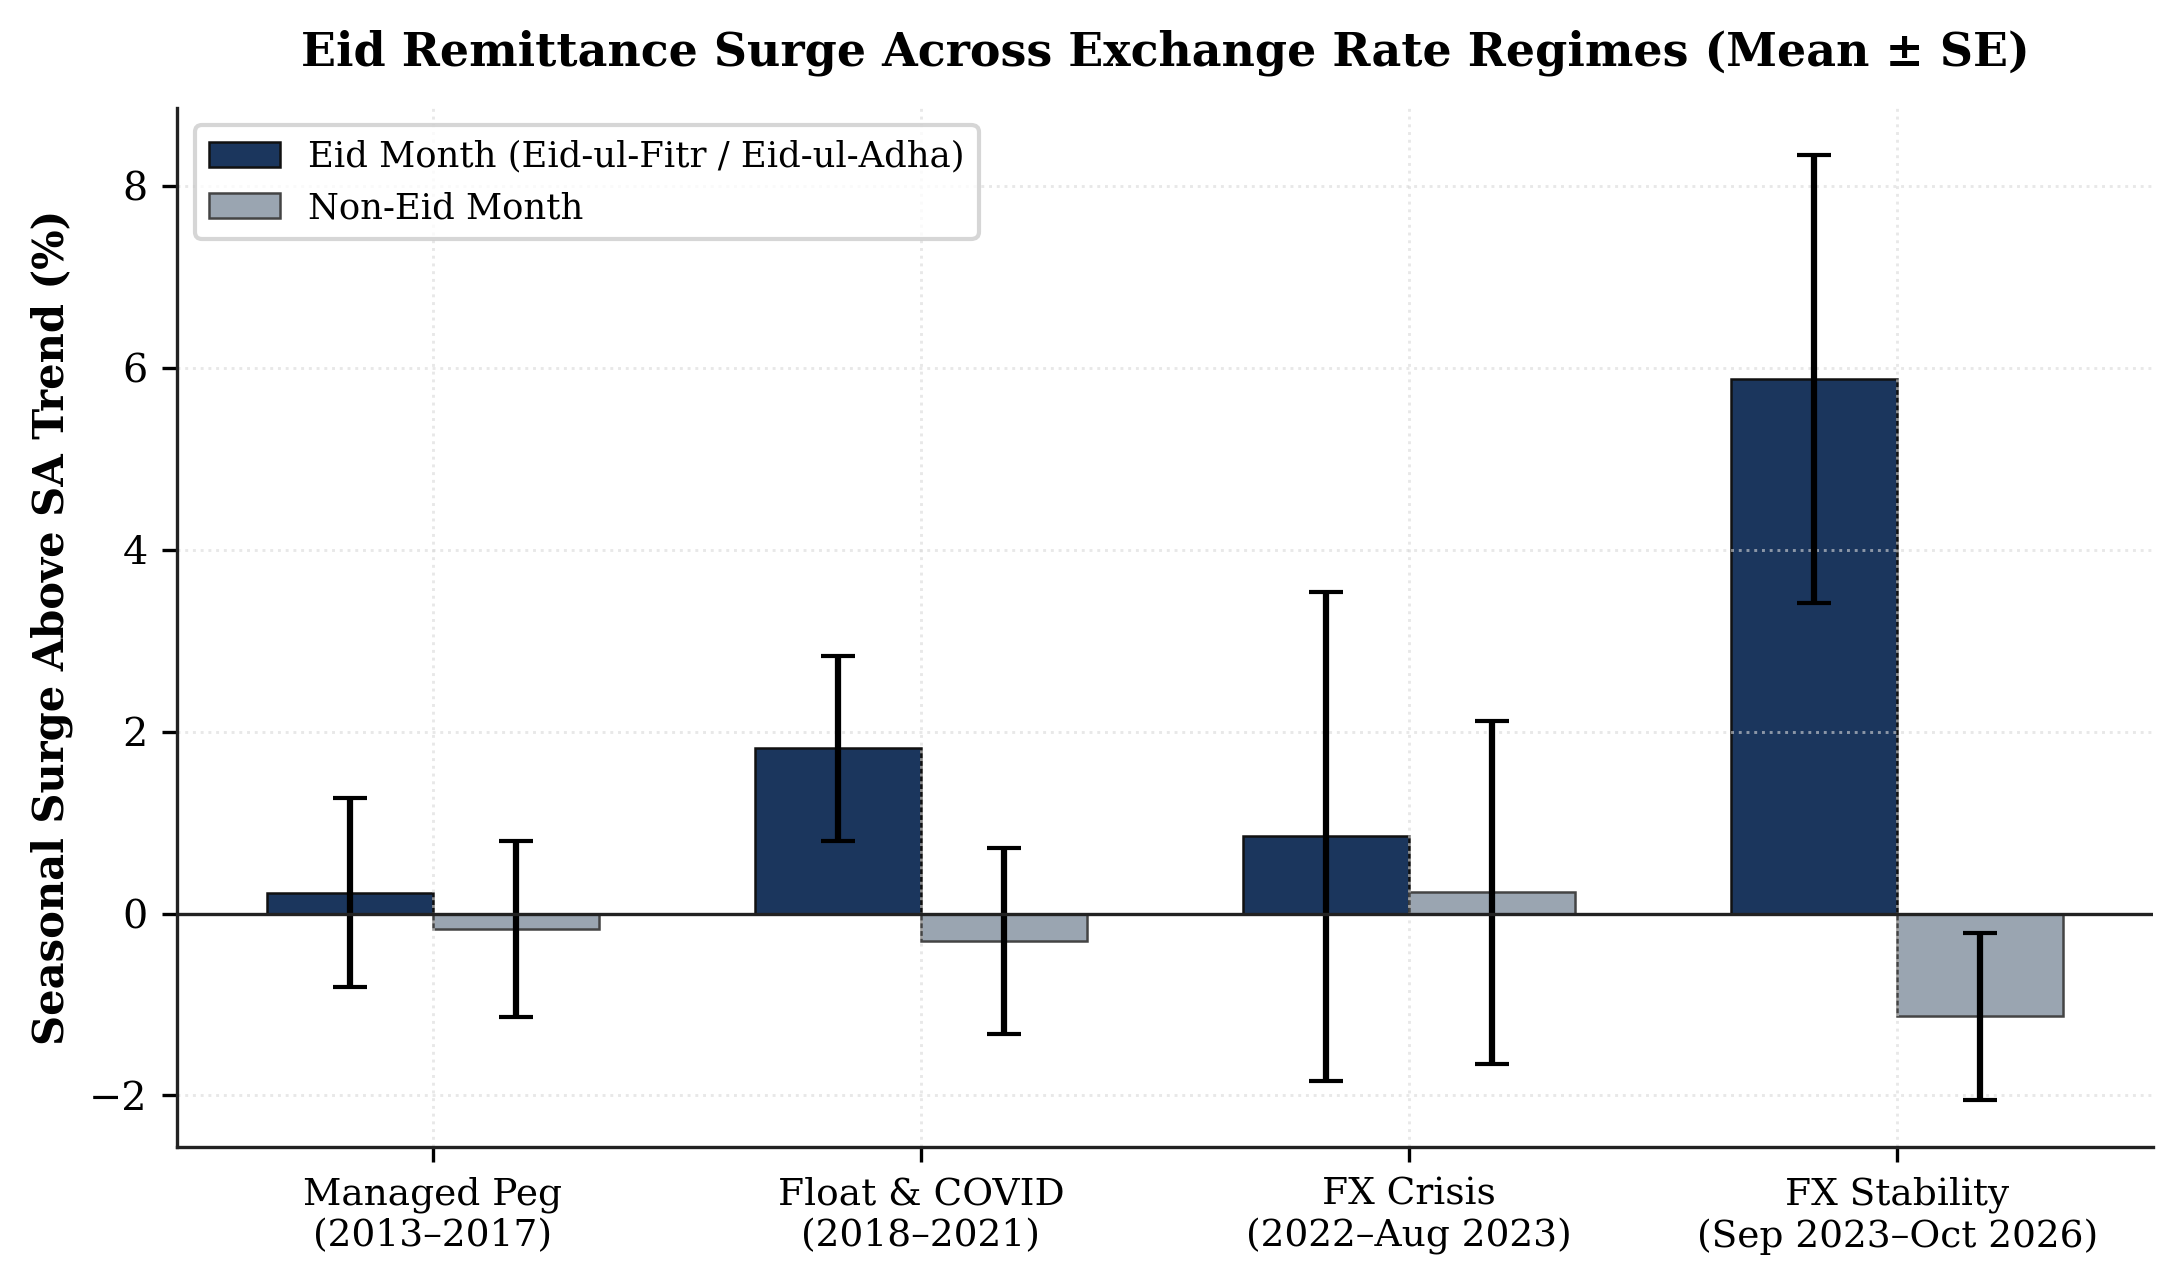 Eid Remittance Surge Across Exchange Rate Regimes (Mean ± SE)
Seasonal Surge Above SA Trend (%)
Eid Month (Eid-ul-Fitr / Eid-ul-Adha)
Non-Eid Month
8
6
4
2
0
−2
Managed Peg
(2013–2017)
Float & COVID
(2018–2021)
FX Crisis
(2022–Aug 2023)
FX Stability
(Sep 2023–Oct 2026)